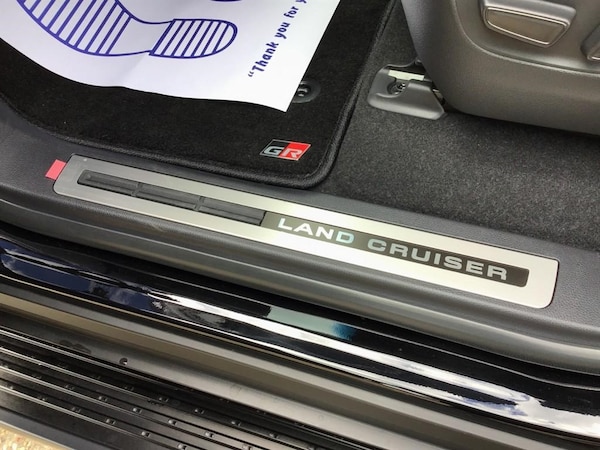 "Thank you for y
GR
LAND CRUISER